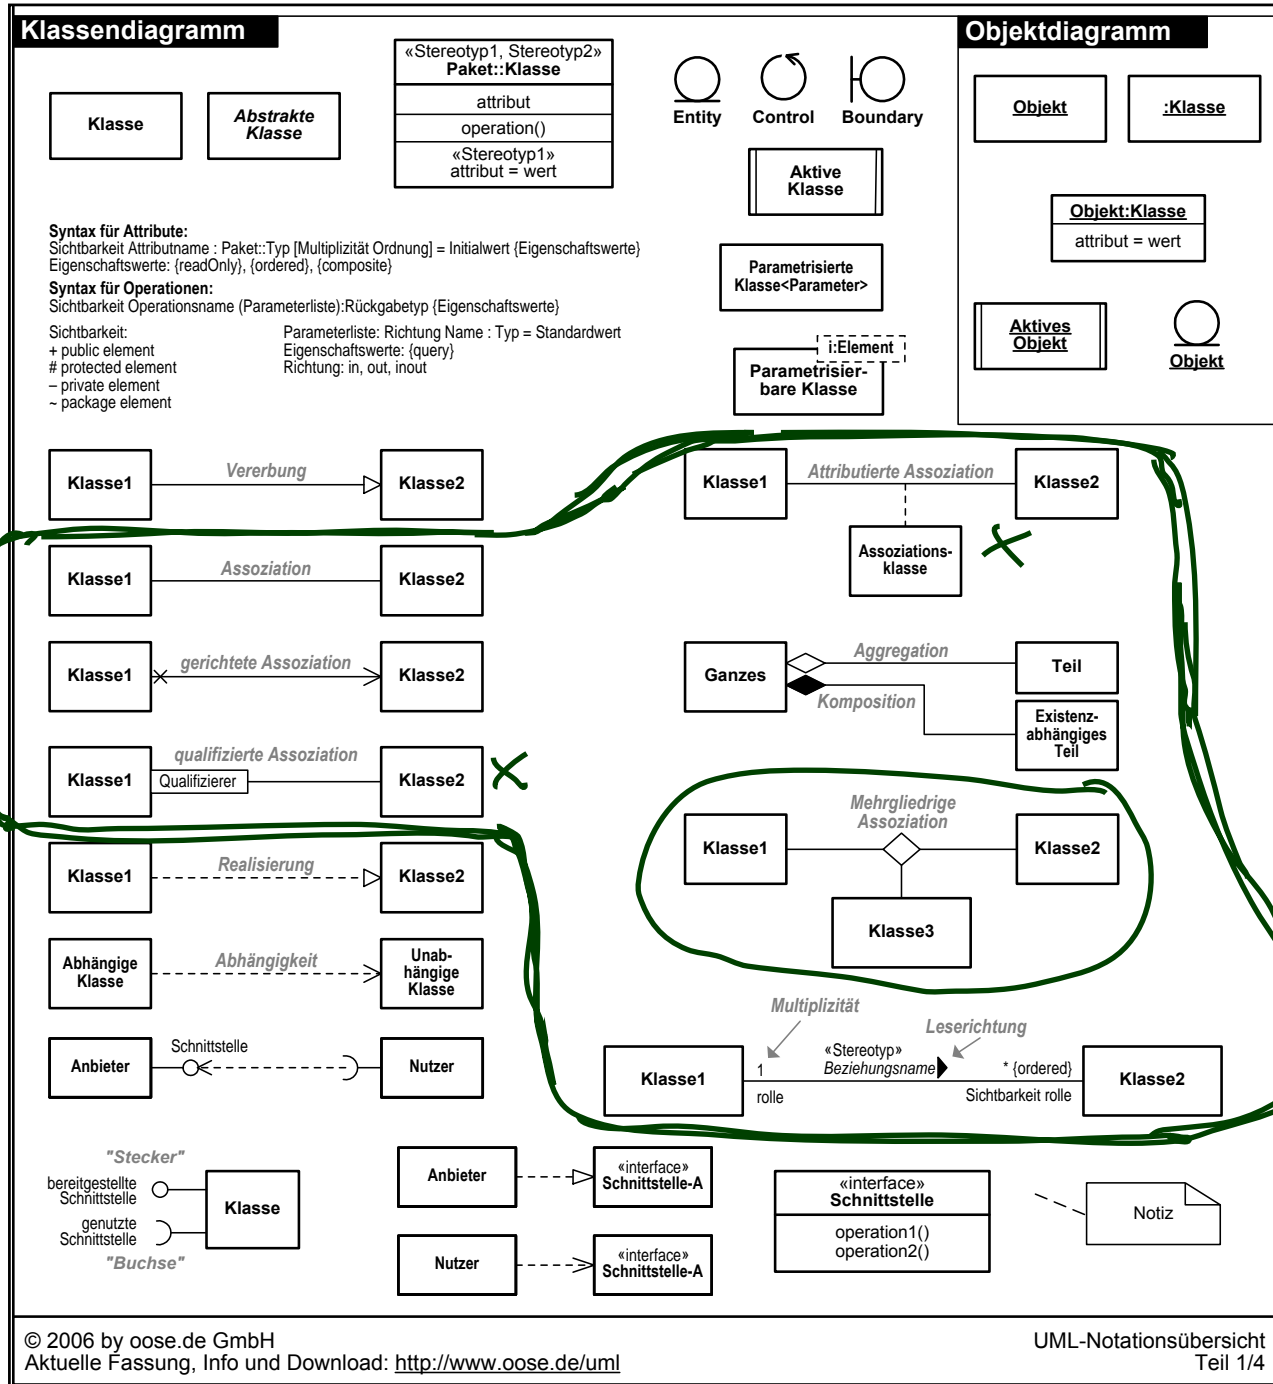 Klassendiagramm
Klasse
Abstrakte
Klasse
«Stereotyp1, Stereotyp2»
Paket::Klasse
attribut
operation()
«Stereotyp1»
attribut = wert
Entity
Control
Boundary
Aktive
Klasse
Parametrisierte
Klasse<Parameter>
i:Element
Parametrisier-
bare Klasse
Objektdiagramm
Objekt
:Klasse
Objekt:Klasse
attribut = wert
Aktives
Objekt
Objekt
Syntax für Attribute:
Sichtbarkeit Attributname : Paket::Typ [Multiplizität Ordnung] = Initialwert {Eigenschaftswerte}
Eigenschaftswerte: {readOnly}, {ordered}, {composite}
Syntax für Operationen:
Sichtbarkeit Operationsname (Parameterliste):Rückgabetyp {Eigenschaftswerte}
Sichtbarkeit:
+ public element
# protected element
– private element
~ package element
Parameterliste: Richtung Name : Typ = Standardwert
Eigenschaftswerte: {query}
Richtung: in, out, inout
Klasse1
Vererbung
Klasse2
Klasse1
Assoziation
Klasse2
Klasse1
gerichtete Assoziation
Klasse2
Klasse1
Qualifizierer
qualifizierte Assoziation
Klasse2
Klasse1
Realisierung
Klasse2
Abhängige
Klasse
Abhängigkeit
Unab-
hängige
Klasse
Anbieter
Schnittstelle
Nutzer
Klasse1
Attributierte Assoziation
Klasse2
Assoziations-
klasse
Ganzes
Aggregation
Teil
Komposition
Existenz-
abhängiges
Teil
Mehrgliedrige
Assoziation
Klasse1
Klasse2
Klasse3
Multiplizität
Leserichtung
Klasse1
1
rolle
«Stereotyp»
Beziehungsname
* {ordered}
Sichtbarkeit rolle
Klasse2
"Stecker"
bereitgestellte
Schnittstelle
genutzte
Schnittstelle
"Buchse"
Klasse
Anbieter
«interface»
Schnittstelle-A
Nutzer
«interface»
Schnittstelle-A
«interface»
Schnittstelle
operation1()
operation2()
Notiz
© 2006 by oose.de GmbH
Aktuelle Fassung, Info und Download: http://www.oose.de/uml
UML-Notationsübersicht
Teil 1/4